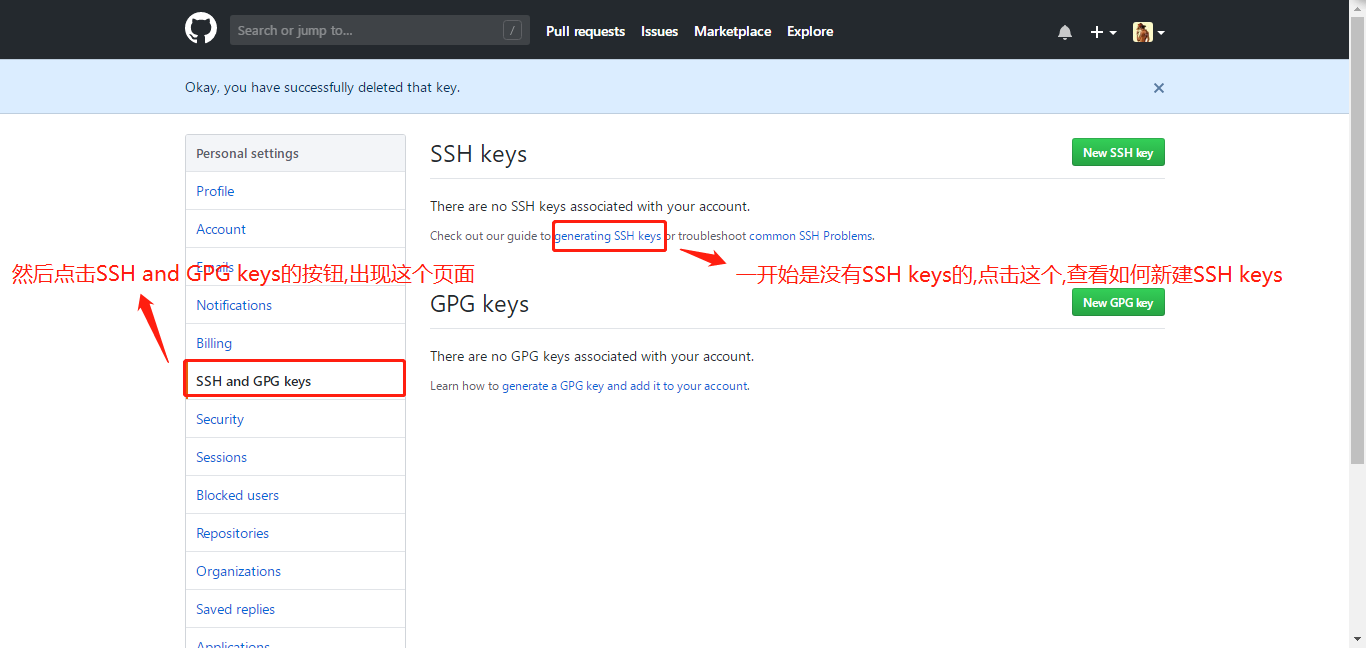 Search or jump to...
/
Pull requests
Issues
Marketplace
Explore
Okay, you have successfully deleted that key.
Personal settings
Profile
Account
Emails
然后点击SSH and GPG keys的按钮,出现这个页面
Notifications
Billing
SSH and GPG keys
Security
Sessions
Blocked users
Repositories
Organizations
Saved replies
Applications
SSH keys
New SSH key
There are no SSH keys associated with your account.
Check out our guide to generating SSH keys or troubleshoot common SSH Problems.
一开始是没有SSH keys的,点击这个,查看如何新建SSH keys
GPG keys
New GPG key
There are no GPG keys associated with your account.
Learn how to generate a GPG key and add it to your account.